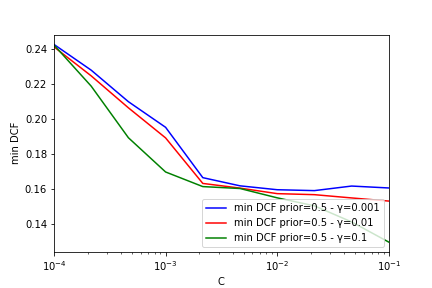 0.24
0.22
0.20
0.18
0.16
0.14
min DCF
10⁻⁴
10⁻³
10⁻²
10⁻¹
C
min DCF prior=0.5 - γ=0.001
min DCF prior=0.5 - γ=0.01
min DCF prior=0.5 - γ=0.1